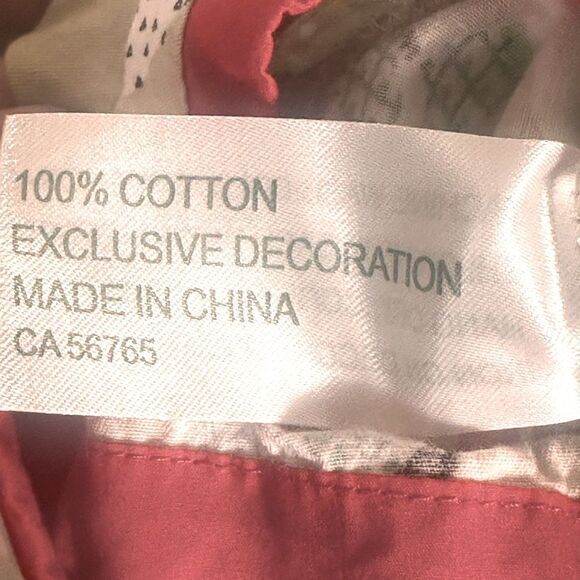 100% COTTON
EXCLUSIVE DECORATION
MADE IN CHINA
CA 56765